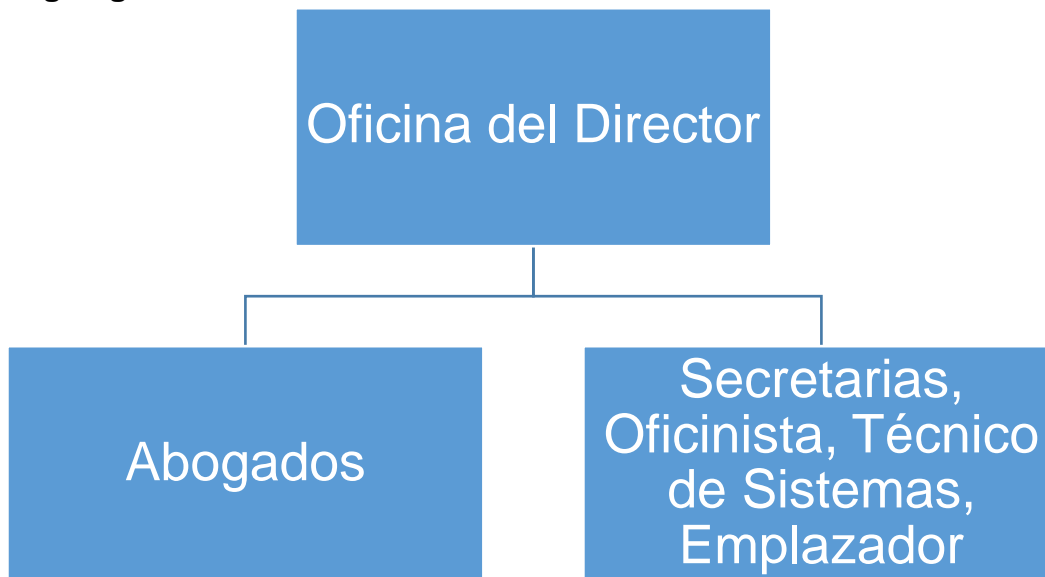 Oficina del Director
Abogados
Secretarias,
Oficinista, Técnico
de Sistemas,
Emplazador